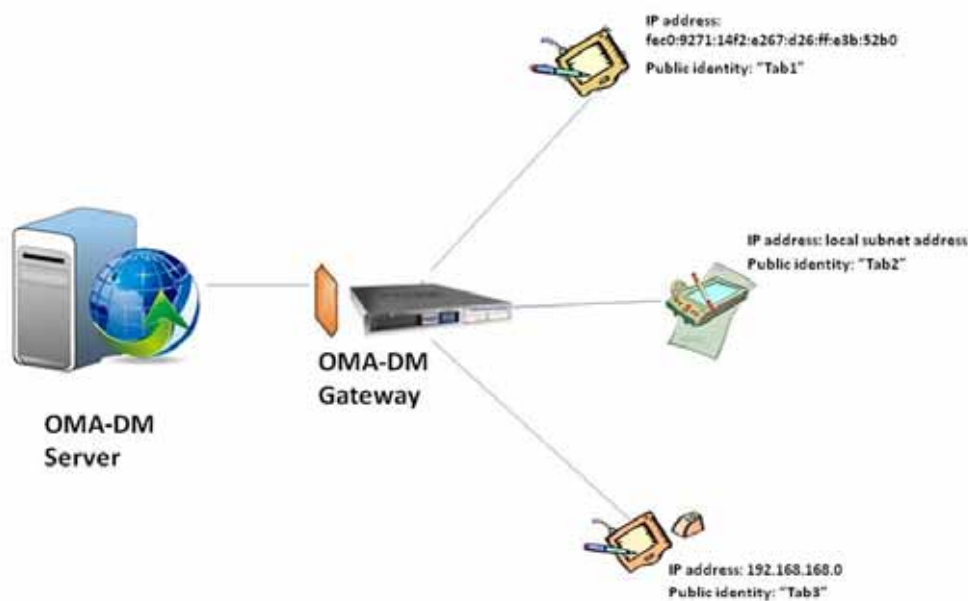 IP address:
fec0:9271:14f2:e267:d26:ff:e3b:52b0
Public identity: "Tab1"
IP address: local subnet address
Public identity: "Tab2"
OMA-DM
Gateway
OMA-DM
Server
IP address: 192.168.168.0
Public identity: "Tab3"